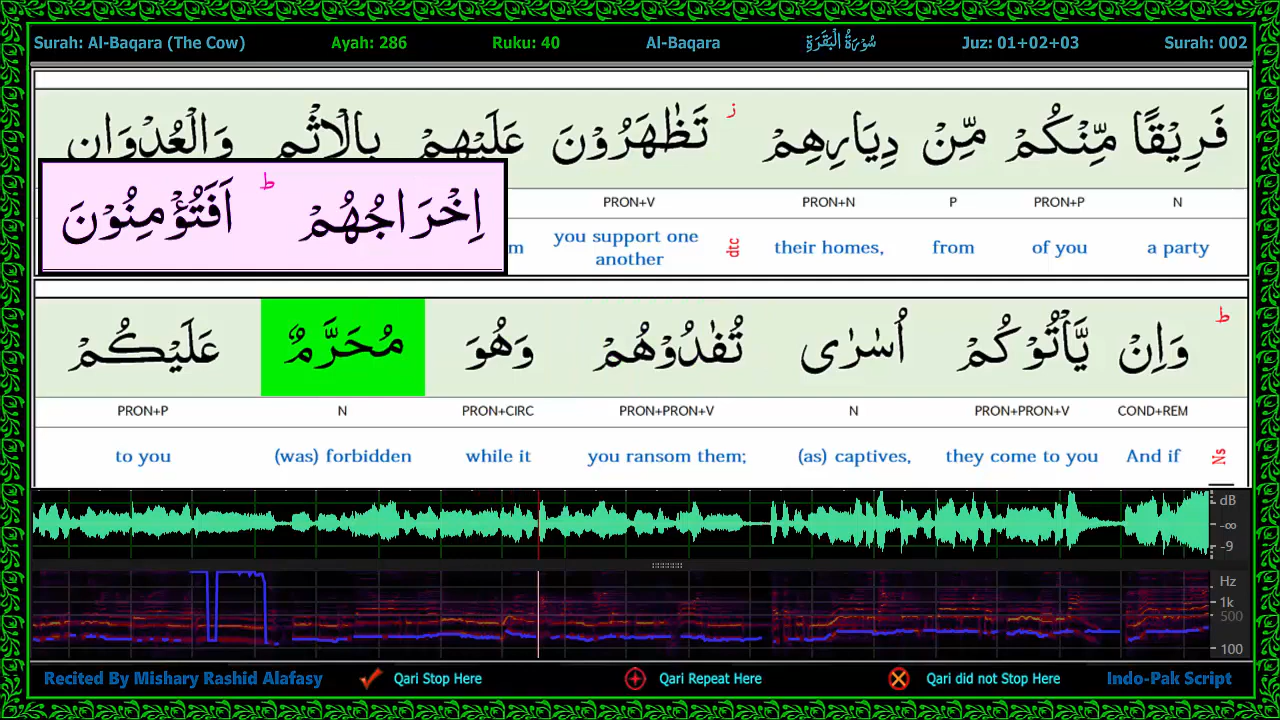 Surah: Al-Baqara (The Cow) Ayah: 286 Ruku: 40 Al-Baqara سُوْرَةُ الْبَقَرَةِ Juz: 01+02+03 Surah: 002
فَرِيْقًا مِّنْكُمْ مِّنْ دِيَارِهِمْ ز تَظٰهَرُوْنَ عَلَيْهِمْ بِالْاِثْمِ وَالْعُدْوَانِ
N PRON+P P PRON+N PRON+V
a party of you from their homes, dtc you support one another m
اِخْرَاجُهُمْ ط اَفَتُؤْمِنُوْنَ
ط وَاِنْ يَّاْتُوْكُمْ اُسٰرٰى تُفٰدُوْهُمْ وَهُوَ مُحَرَّمٌ عَلَيْكُمْ
COND+REM PRON+PRON+V N PRON+PRON+V PRON+CIRC N PRON+P
Ns And if they come to you (as) captives, you ransom them; while it (was) forbidden to you
dB
-∞
-9
Hz
1k
500
100
Recited By Mishary Rashid Alafasy Qari Stop Here Qari Repeat Here Qari did not Stop Here Indo-Pak Script